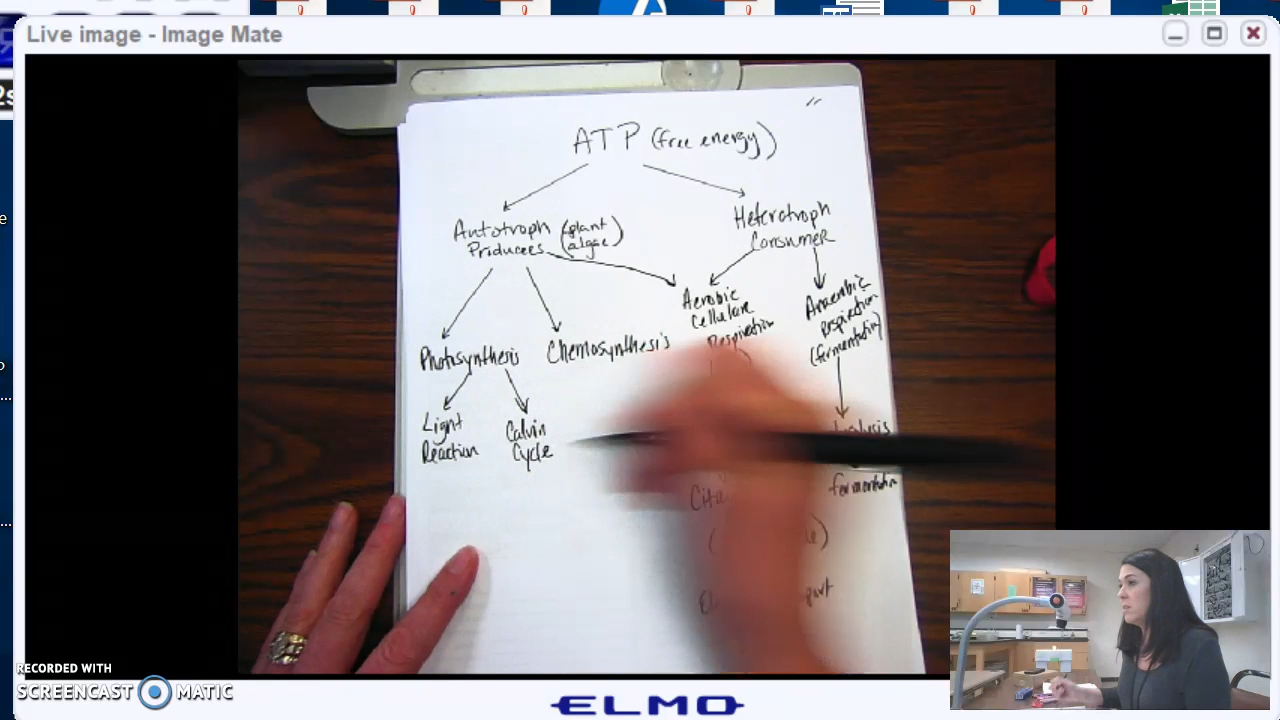 Live image - Image Mate
ATP (free energy)
Autotroph (plant
Producers algae)
Heterotroph
Consumer
Aerobic
Cellular
Respiration
Anaerobic
Respiration
(fermentation)
Photosynthesis
Chemosynthesis
Light
Reaction
Calvin
Cycle
fermentation
RECORDED WITH
SCREENCAST MATIC
ELMO